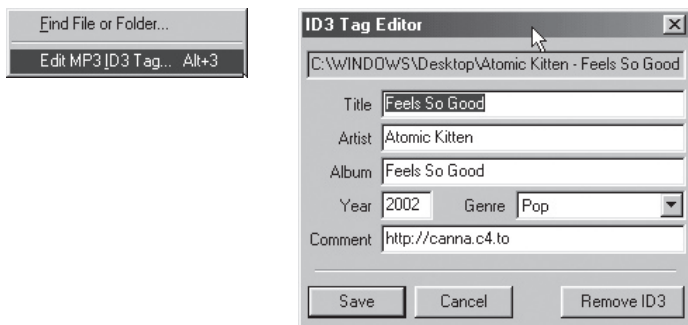 Find File or Folder...
Edit MP3 ID3 Tag... Alt+3
ID3 Tag Editor
C:\WINDOWS\Desktop\Atomic Kitten - Feels So Good
Title Feels So Good
Artist Atomic Kitten
Album Feels So Good
Year 2002 Genre Pop
Comment http://canna.c4.to
Save Cancel Remove ID3